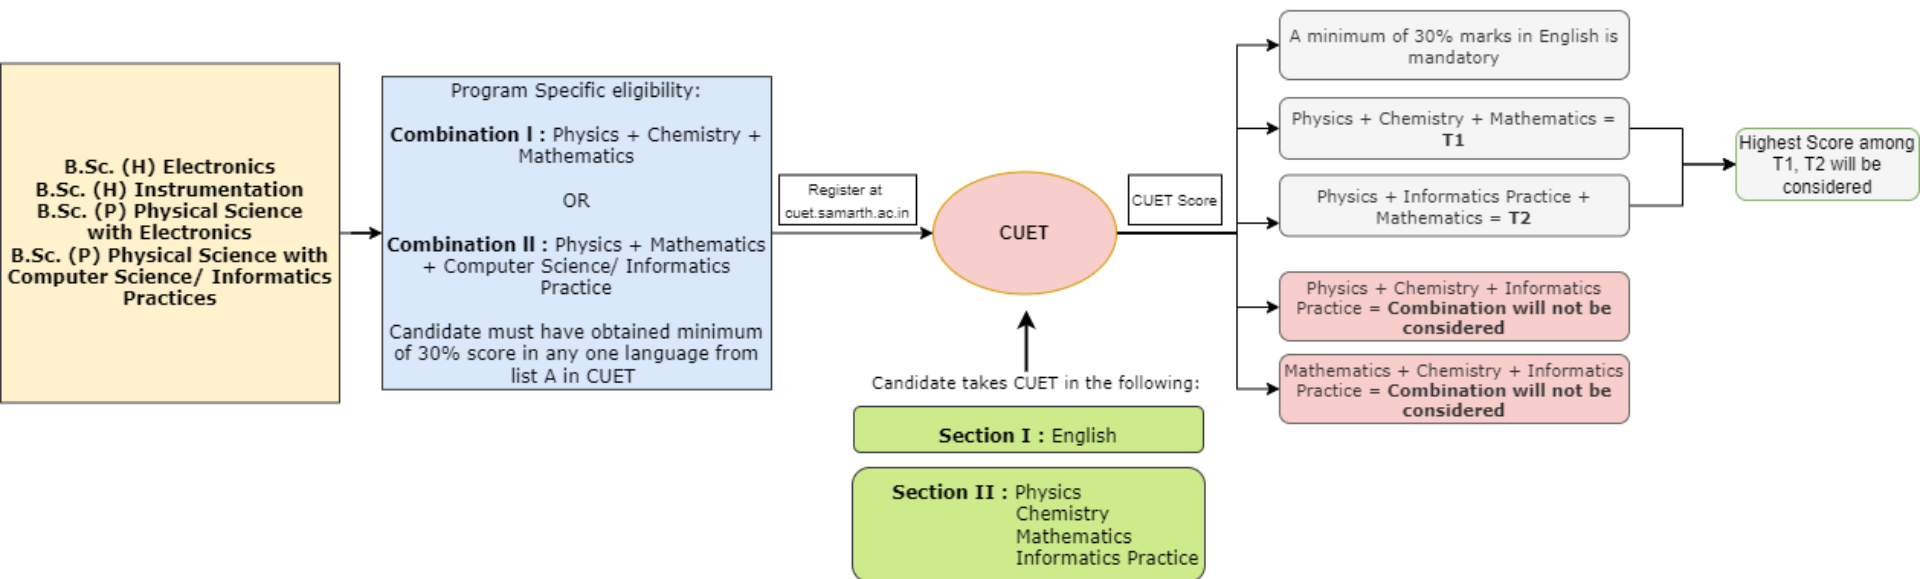 B.Sc. (H) Electronics
B.Sc. (H) Instrumentation
B.Sc. (P) Physical Science
with Electronics
B.Sc. (P) Physical Science with
Computer Science/ Informatics
Practices
Program Specific eligibility:
Combination I : Physics + Chemistry +
Mathematics
OR
Combination II : Physics + Mathematics
+ Computer Science/ Informatics
Practice
Candidate must have obtained minimum
of 30% score in any one language from
list A in CUET
Register at
cuet.samarth.ac.in
CUET
Candidate takes CUET in the following:
Section I : English
Section II : Physics
Chemistry
Mathematics
Informatics Practice
CUET Score
A minimum of 30% marks in English is
mandatory
Physics + Chemistry + Mathematics =
T1
Physics + Informatics Practice +
Mathematics = T2
Physics + Chemistry + Informatics
Practice = Combination will not be
considered
Mathematics + Chemistry + Informatics
Practice = Combination will not be
considered
Highest Score among
T1, T2 will be
considered